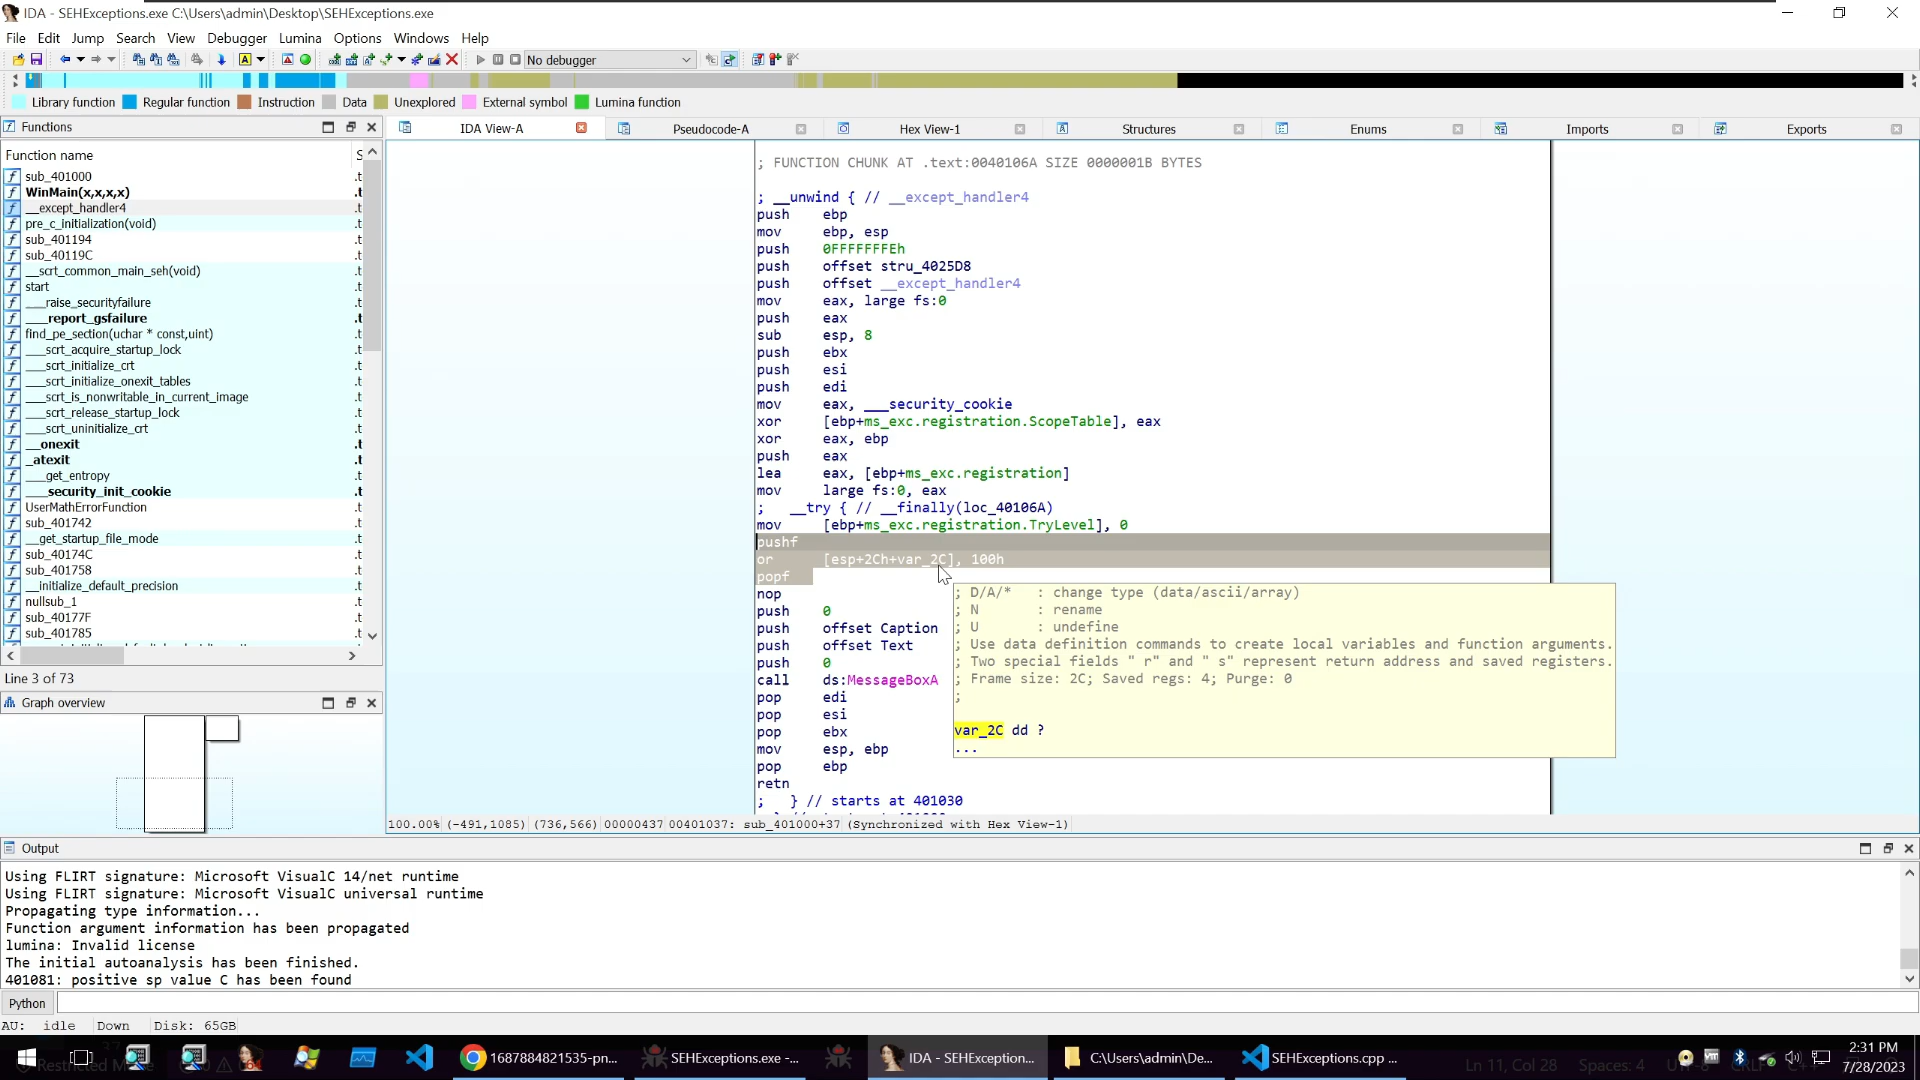 IDA - SEHExceptions.exe C:\Users\admin\Desktop\SEHExceptions.exe
File Edit Jump Search View Debugger Lumina Options Windows Help
No debugger
Library function Regular function Instruction Data Unexplored External symbol Lumina function
Functions
IDA View-A Pseudocode-A Hex View-1 Structures Enums Imports Exports
Function name S
sub_401000 .t
WinMain(x,x,x,x) .t
__except_handler4 .t
pre_c_initialization(void) .t
sub_401194 .t
sub_40119C .t
__scrt_common_main_seh(void) .t
start .t
___raise_securityfailure .t
___report_gsfailure .t
find_pe_section(uchar * const,uint) .t
___scrt_acquire_startup_lock .t
___scrt_initialize_crt .t
___scrt_initialize_onexit_tables .t
___scrt_is_nonwritable_in_current_image .t
___scrt_release_startup_lock .t
___scrt_uninitialize_crt .t
__onexit .t
_atexit .t
___get_entropy .t
___security_init_cookie .t
UserMathErrorFunction .t
sub_401742 .t
__get_startup_file_mode .t
sub_40174C .t
sub_401758 .t
__initialize_default_precision .t
nullsub_1 .t
sub_40177F .t
sub_401785 .t
Line 3 of 73
Graph overview
; FUNCTION CHUNK AT .text:0040106A SIZE 0000001B BYTES
; __unwind { // __except_handler4
push ebp
mov ebp, esp
push 0FFFFFFFEh
push offset stru_4025D8
push offset __except_handler4
mov eax, large fs:0
push eax
sub esp, 8
push ebx
push esi
push edi
mov eax, ___security_cookie
xor [ebp+ms_exc.registration.ScopeTable], eax
xor eax, ebp
push eax
lea eax, [ebp+ms_exc.registration]
mov large fs:0, eax
; __try { // __finally(loc_40106A)
mov [ebp+ms_exc.registration.TryLevel], 0
pushf
or [esp+2Ch+var_2C], 100h
popf
nop
push 0
push offset Caption
push offset Text
push 0
call ds:MessageBoxA
pop edi
pop esi
pop ebx
mov esp, ebp
pop ebp
retn
; } // starts at 401030
; D/A/* : change type (data/ascii/array)
; N : rename
; U : undefine
; Use data definition commands to create local variables and function arguments.
; Two special fields " r" and " s" represent return address and saved registers.
; Frame size: 2C; Saved regs: 4; Purge: 0
;
var_2C dd ?
...
100.00% (-491,1085) (736,566) 00000437 00401037: sub_401000+37 (Synchronized with Hex View-1)
Output
Using FLIRT signature: Microsoft VisualC 14/net runtime
Using FLIRT signature: Microsoft VisualC universal runtime
Propagating type information...
Function argument information has been propagated
lumina: Invalid license
The initial autoanalysis has been finished.
401081: positive sp value C has been found
Python
AU: idle Down Disk: 65GB
1687884821535-pn... SEHExceptions.exe -... IDA - SEHException... C:\Users\admin\De... SEHExceptions.cpp ...
Ln 11, Col 28 Spaces: 4
2:31 PM
7/28/2023